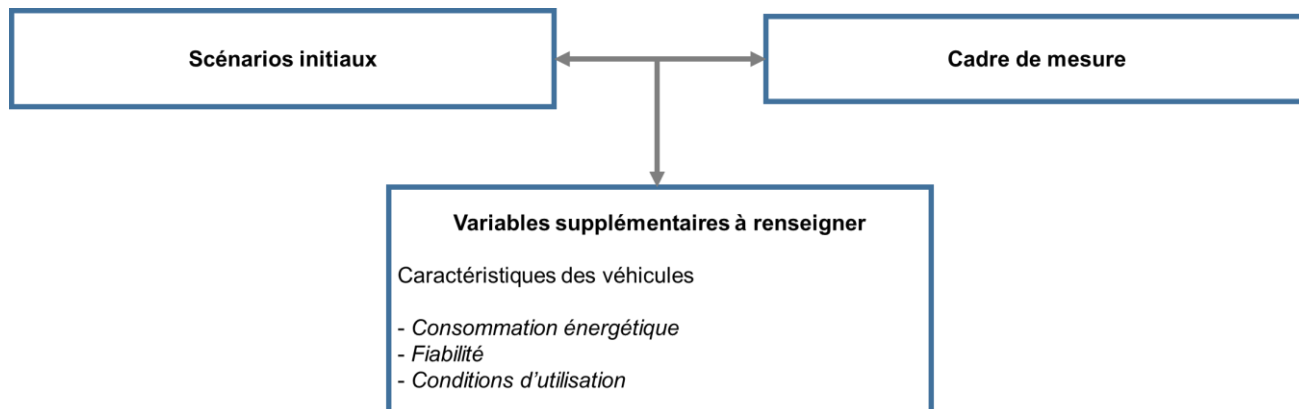 Scénarios initiaux
Cadre de mesure
Variables supplémentaires à renseigner
Caractéristiques des véhicules
- Consommation énergétique
- Fiabilité
- Conditions d'utilisation